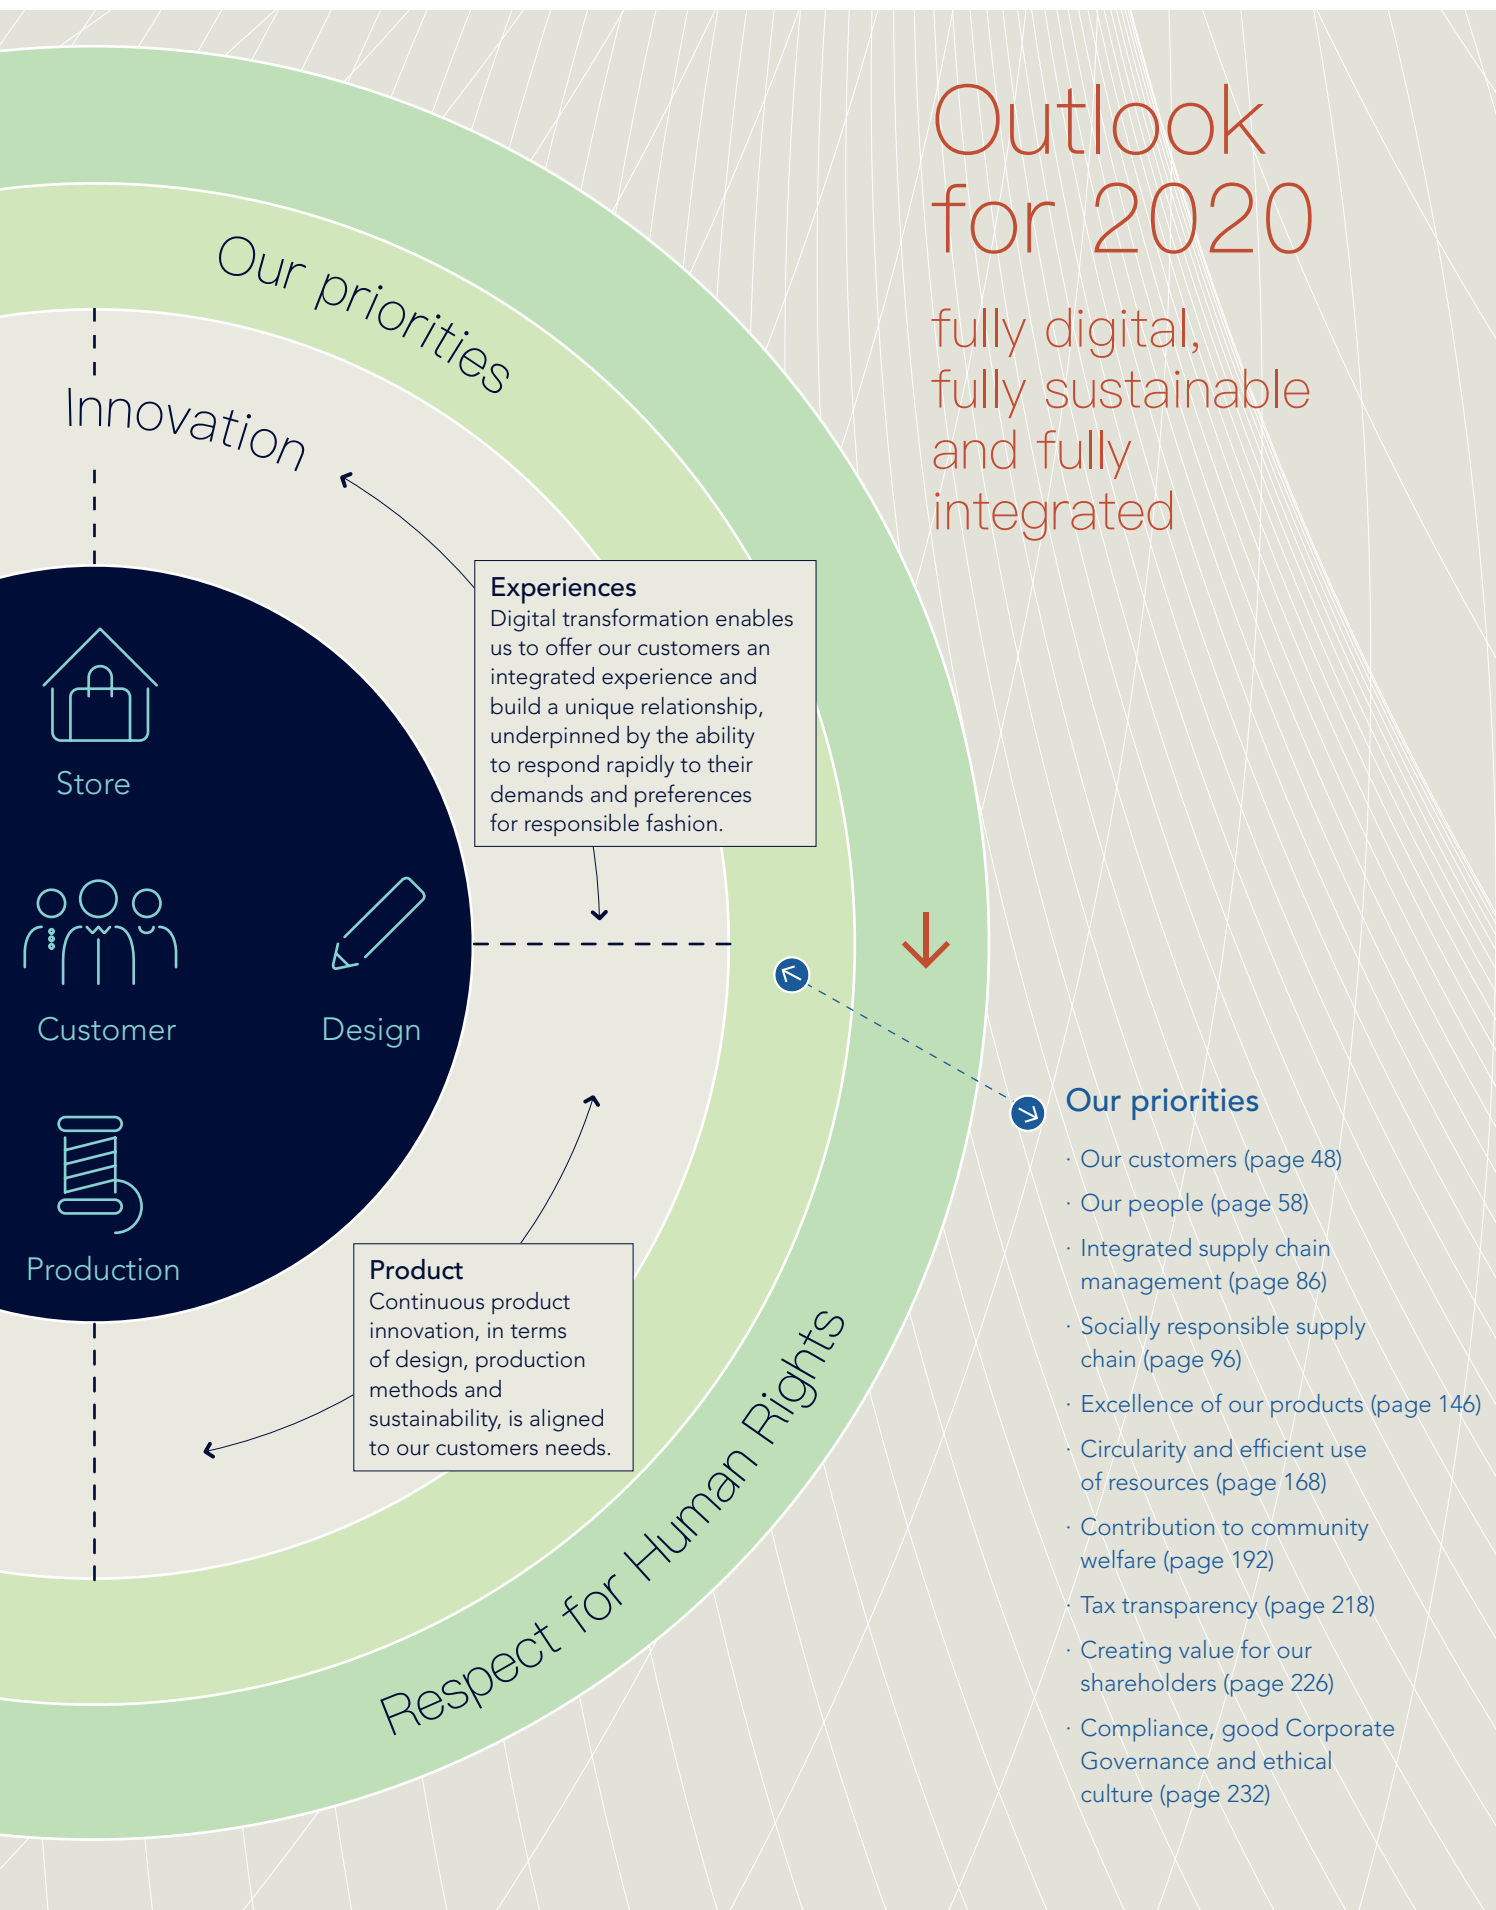 Outlook
for 2020
fully digital,
fully sustainable
and fully
integrated
Our priorities
Innovation
Experiences
Digital transformation enables
us to offer our customers an
integrated experience and
build a unique relationship,
underpinned by the ability
to respond rapidly to their
demands and preferences
for responsible fashion.
Store
Customer
Design
Production
Product
Continuous product
innovation, in terms
of design, production
methods and
sustainability, is aligned
to our customers needs.
Respect for Human Rights
Our priorities
· Our customers (page 48)
· Our people (page 58)
· Integrated supply chain
management (page 86)
· Socially responsible supply
chain (page 96)
· Excellence of our products (page 146)
· Circularity and efficient use
of resources (page 168)
· Contribution to community
welfare (page 192)
· Tax transparency (page 218)
· Creating value for our
shareholders (page 226)
· Compliance, good Corporate
Governance and ethical
culture (page 232)